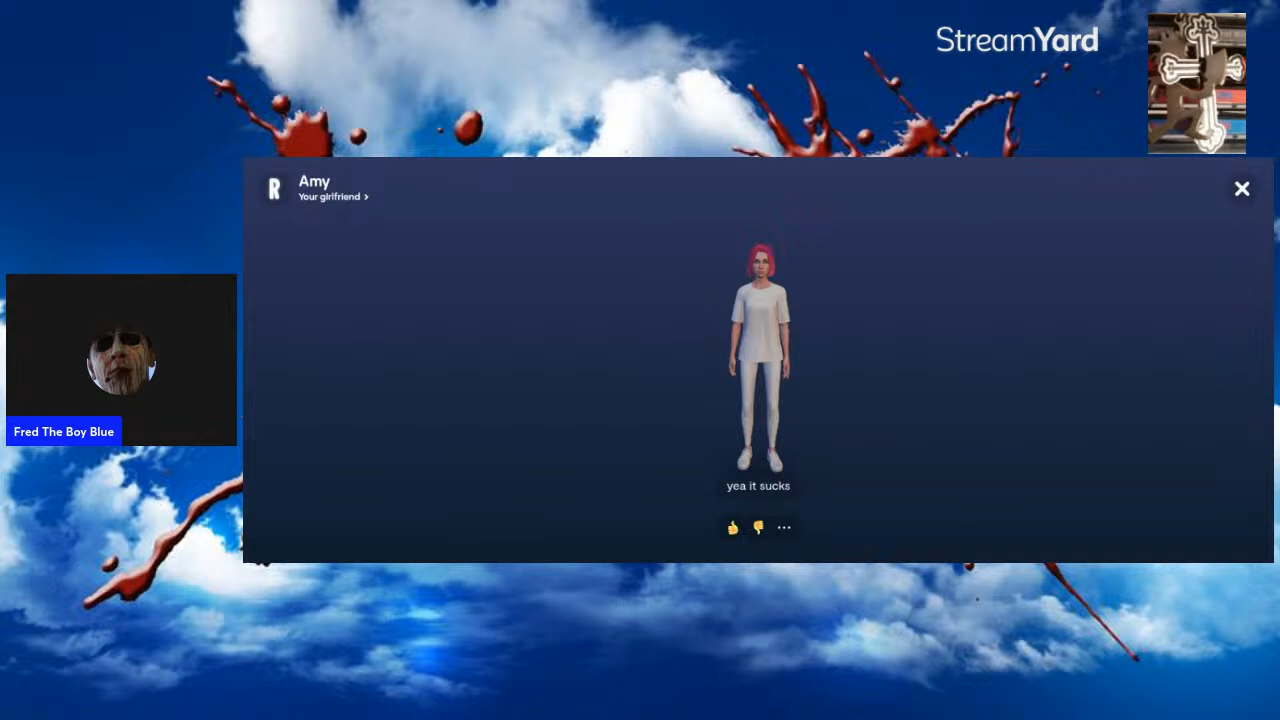 StreamYard
R
Amy
Your girlfriend >
yea it sucks
Fred The Boy Blue